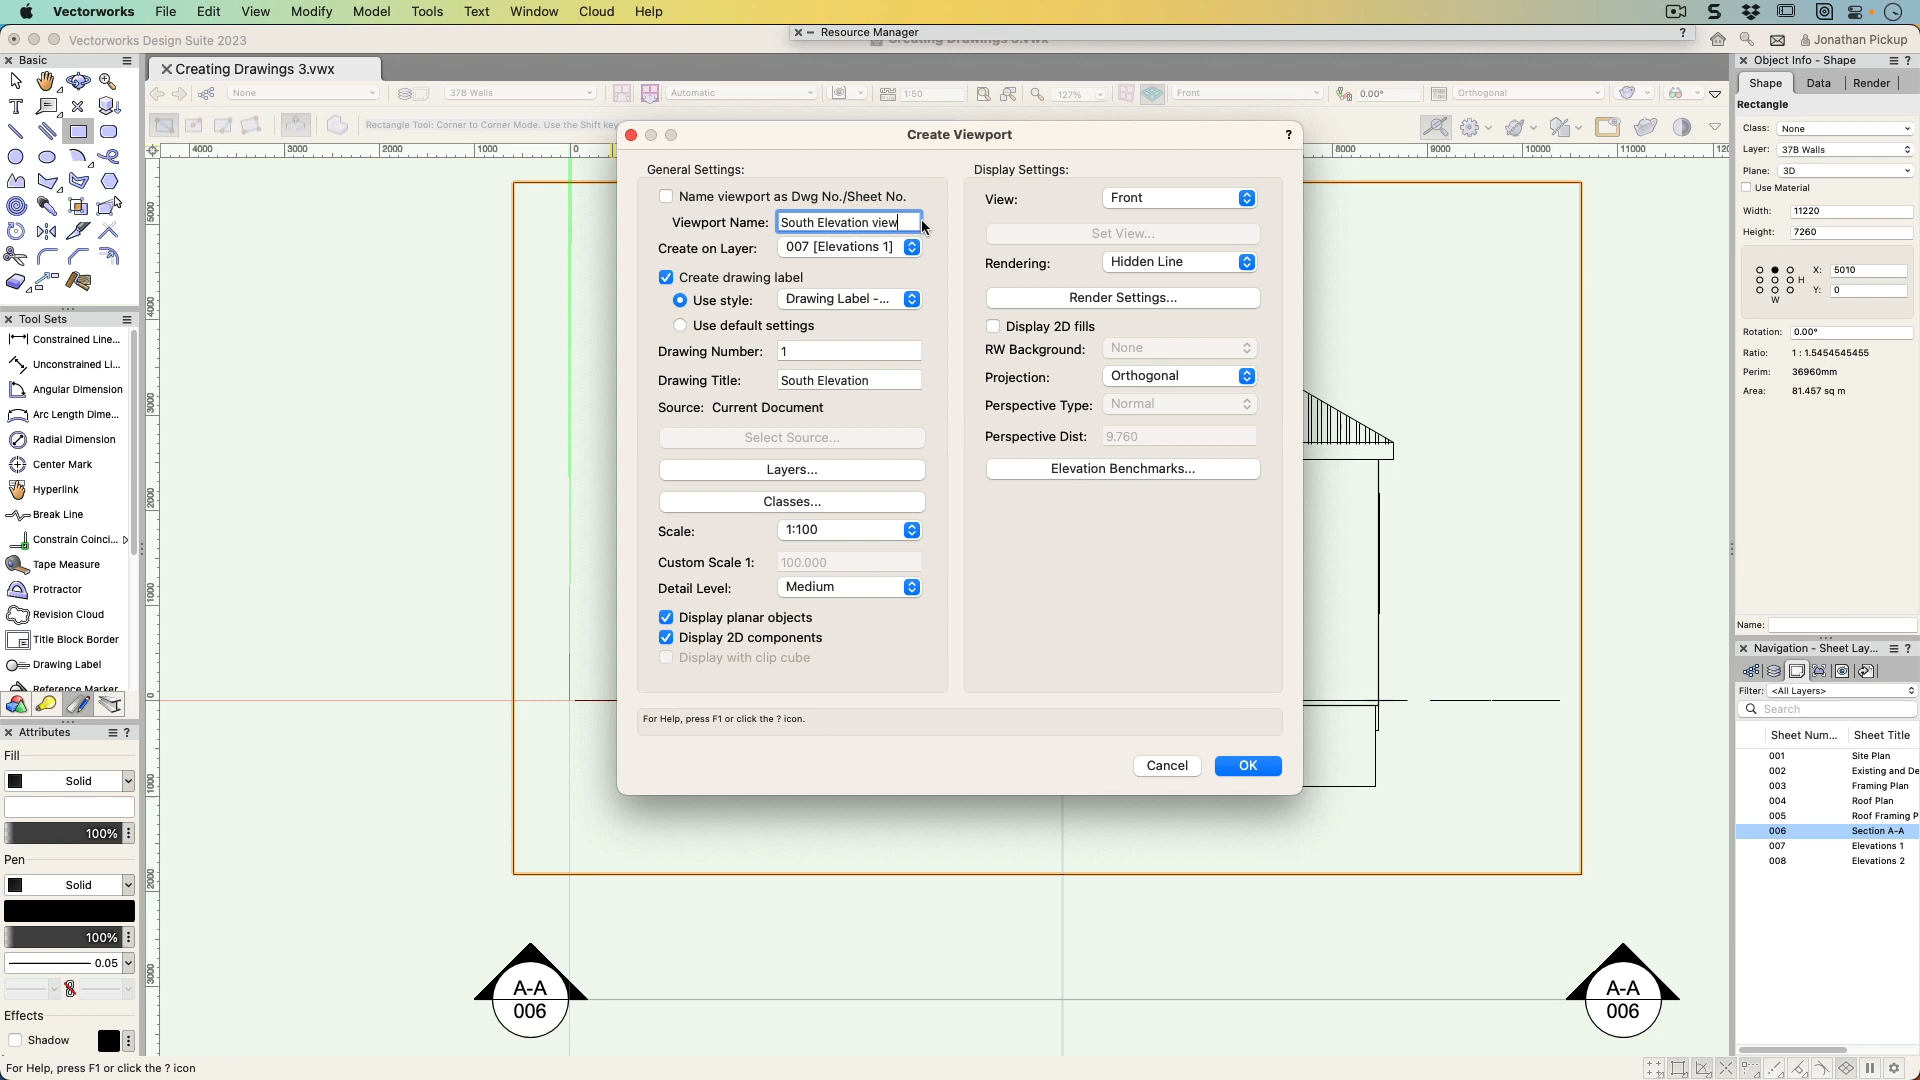 Vectorworks File Edit View Modify Model Tools Text Window Cloud Help
Vectorworks Design Suite 2023
Resource Manager ?
Jonathan Pickup
Basic
Creating Drawings 3.vwx
None 37B Walls Automatic 1:50 127% Front 0.00° Orthogonal
Rectangle Tool: Corner to Corner Mode. Use the Shift key
4000 3000 2000 1000 0 8000 9000 10000 11000
5000
4000
3000
2000
1000
0
1000
2000
3000
Tool Sets
Constrained Line...
Unconstrained Li...
Angular Dimension
Arc Length Dime...
Radial Dimension
Center Mark
Hyperlink
Break Line
Constrain Coinci...
Tape Measure
Protractor
Revision Cloud
Title Block Border
Drawing Label
Reference Marker
Attributes ?
Fill
Solid
100%
Pen
Solid
100%
0.05
Effects
Shadow
For Help, press F1 or click the ? icon
Create Viewport ?
General Settings:
Name viewport as Dwg No./Sheet No.
Viewport Name: South Elevation view
Create on Layer: 007 [Elevations 1]
Create drawing label
Use style: Drawing Label -...
Use default settings
Drawing Number: 1
Drawing Title: South Elevation
Source: Current Document
Select Source...
Layers...
Classes...
Scale: 1:100
Custom Scale 1: 100.000
Detail Level: Medium
Display planar objects
Display 2D components
Display with clip cube
Display Settings:
View: Front
Set View...
Rendering: Hidden Line
Render Settings...
Display 2D fills
RW Background: None
Projection: Orthogonal
Perspective Type: Normal
Perspective Dist: 9.760
Elevation Benchmarks...
For Help, press F1 or click the ? icon.
Cancel OK
A-A
006
A-A
006
Object Info - Shape ?
Shape Data Render
Rectangle
Class: None
Layer: 37B Walls
Plane: 3D
Use Material
Width: 11220
Height: 7260
H
W
X: 5010
Y: 0
Rotation: 0.00°
Ratio: 1 : 1.5454545455
Perim: 36960mm
Area: 81.457 sq m
Name:
Navigation - Sheet Lay... ?
Filter: <All Layers>
Search
Sheet Num... Sheet Title
001 Site Plan
002 Existing and De
003 Framing Plan
004 Roof Plan
005 Roof Framing P
006 Section A-A
007 Elevations 1
008 Elevations 2